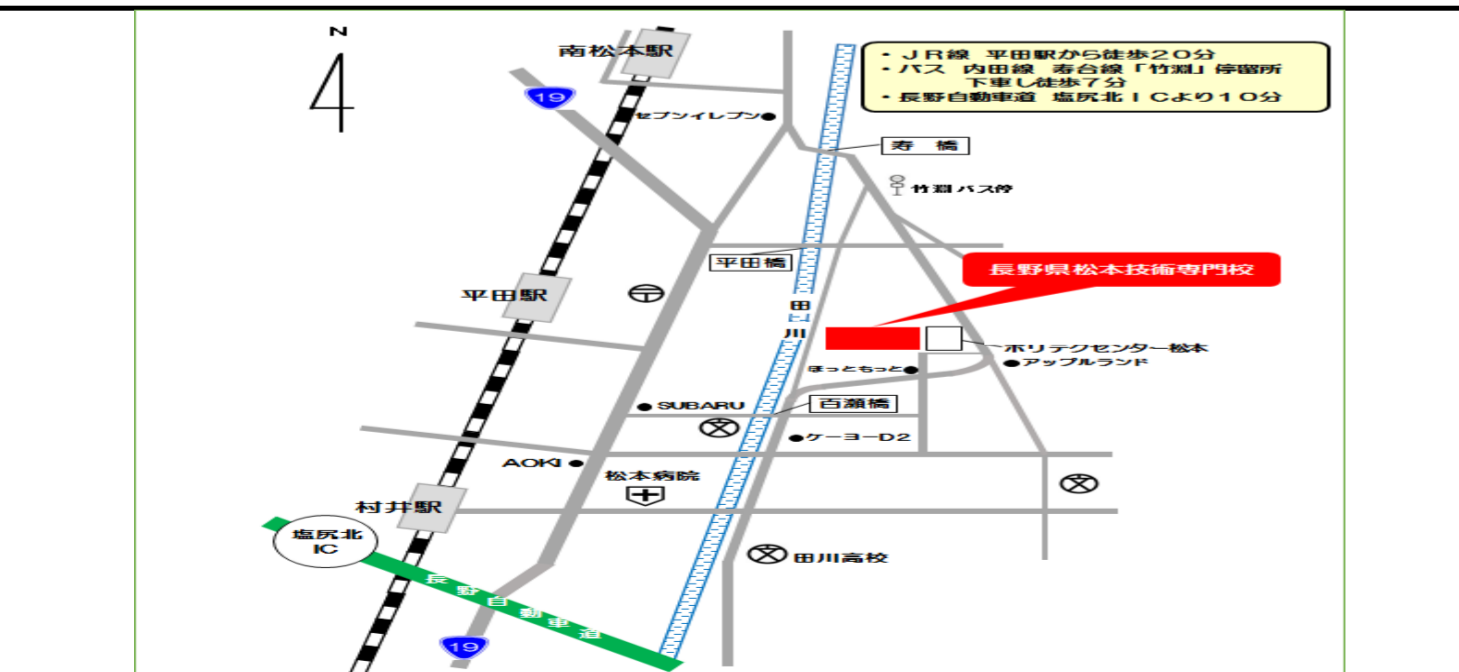 N
南松本駅
・ＪＲ線 平田駅から徒歩２０分
・バス 内田線 寿台線「竹渕」停留所
下車し徒歩７分
・長野自動車道 塩尻北ＩＣより１０分
19
セブンイレブン
寿 橋
竹渕バス停
平田橋
長野県松本技術専門校
平田駅
田川
ポリテクセンター松本
アップルランド
ほっともっと
SUBARU
百瀬橋
ケーヨーD2
AOKI
松本病院
村井駅
塩尻北
IC
田川高校
長野自動車道
19